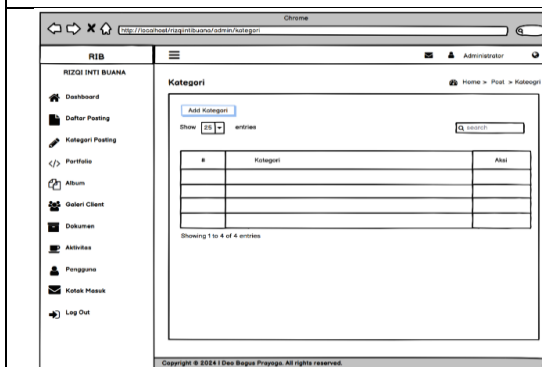 Chrome
http://localhost/rizqiintibuana/admin/kategori
RIB
Administrator
RIZQI INTI BUANA
Kategori
Home > Post > Kateogri
Dashboard
Daftar Posting
Kategori Posting
Portfolio
Album
Galeri Client
Dokumen
Aktivitas
Pengguna
Kotak Masuk
Log Out
Add Kategori
Show 25 entries
search
# Kategori Aksi
Showing 1 to 4 of 4 entries
Copyright © 2024 | Dea Bagus Prayoga. All rights reserved.